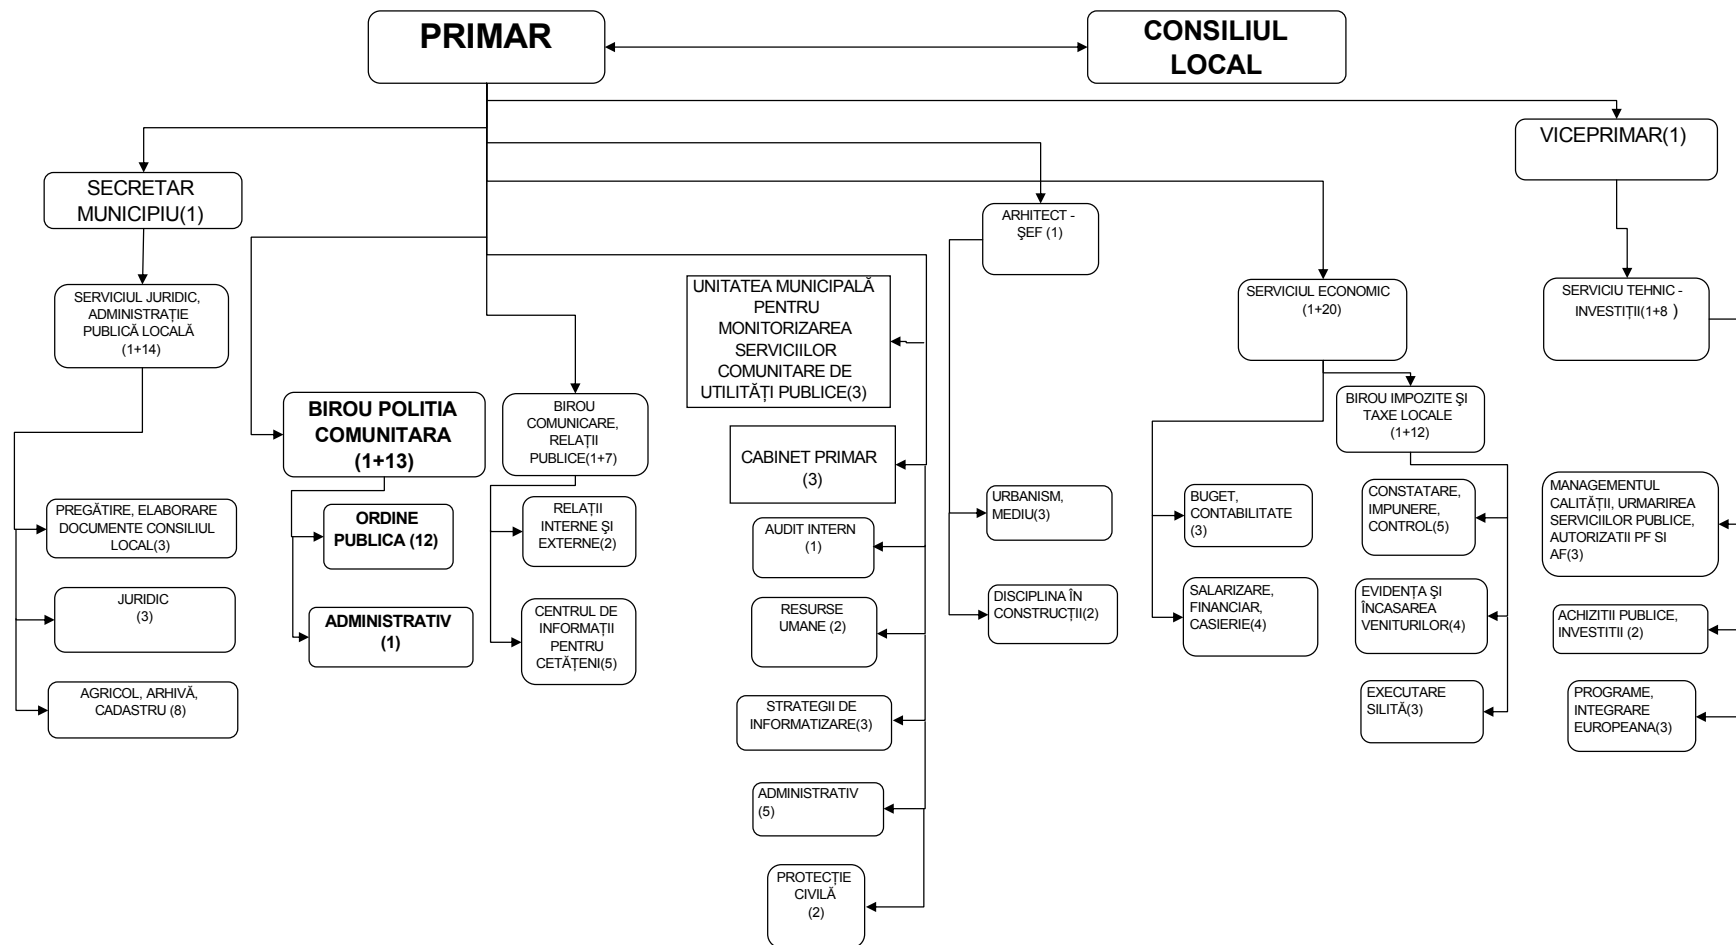 PRIMAR
CONSILIUL
LOCAL
VICEPRIMAR(1)
SECRETAR
MUNICIPIU(1)
ARHITECT -
ŞEF (1)
SERVICIUL JURIDIC,
ADMINISTRAŢIE
PUBLICĂ LOCALĂ
(1+14)
UNITATEA MUNICIPALĂ
PENTRU
MONITORIZAREA
SERVICIILOR
COMUNITARE DE
UTILITĂŢI PUBLICE(3)
SERVICIUL ECONOMIC
(1+20)
SERVICIU TEHNIC -
INVESTIŢII(1+8 )
BIROU POLITIA
COMUNITARA
(1+13)
BIROU
COMUNICARE,
RELAŢII
PUBLICE(1+7)
BIROU IMPOZITE ŞI
TAXE LOCALE
(1+12)
CABINET PRIMAR
(3)
PREGĂTIRE, ELABORARE
DOCUMENTE CONSILIUL
LOCAL(3)
ORDINE
PUBLICA (12)
RELAŢII
INTERNE ŞI
EXTERNE(2)
AUDIT INTERN
(1)
URBANISM,
MEDIU(3)
BUGET,
CONTABILITATE
(3)
CONSTATARE,
IMPUNERE,
CONTROL(5)
MANAGEMENTUL
CALITĂŢII, URMARIREA
SERVICIILOR PUBLICE,
AUTORIZATII PF SI
AF(3)
JURIDIC
(3)
ADMINISTRATIV
(1)
CENTRUL DE
INFORMAŢII
PENTRU
CETĂŢENI(5)
RESURSE
UMANE (2)
DISCIPLINA ÎN
CONSTRUCŢII(2)
SALARIZARE,
FINANCIAR,
CASIERIE(4)
EVIDENŢA ŞI
ÎNCASAREA
VENITURILOR(4)
ACHIZITII PUBLICE,
INVESTITII (2)
AGRICOL, ARHIVĂ,
CADASTRU (8)
STRATEGII DE
INFORMATIZARE(3)
EXECUTARE
SILITĂ(3)
PROGRAME,
INTEGRARE
EUROPEANA(3)
ADMINISTRATIV
(5)
PROTECŢIE
CIVILĂ
(2)